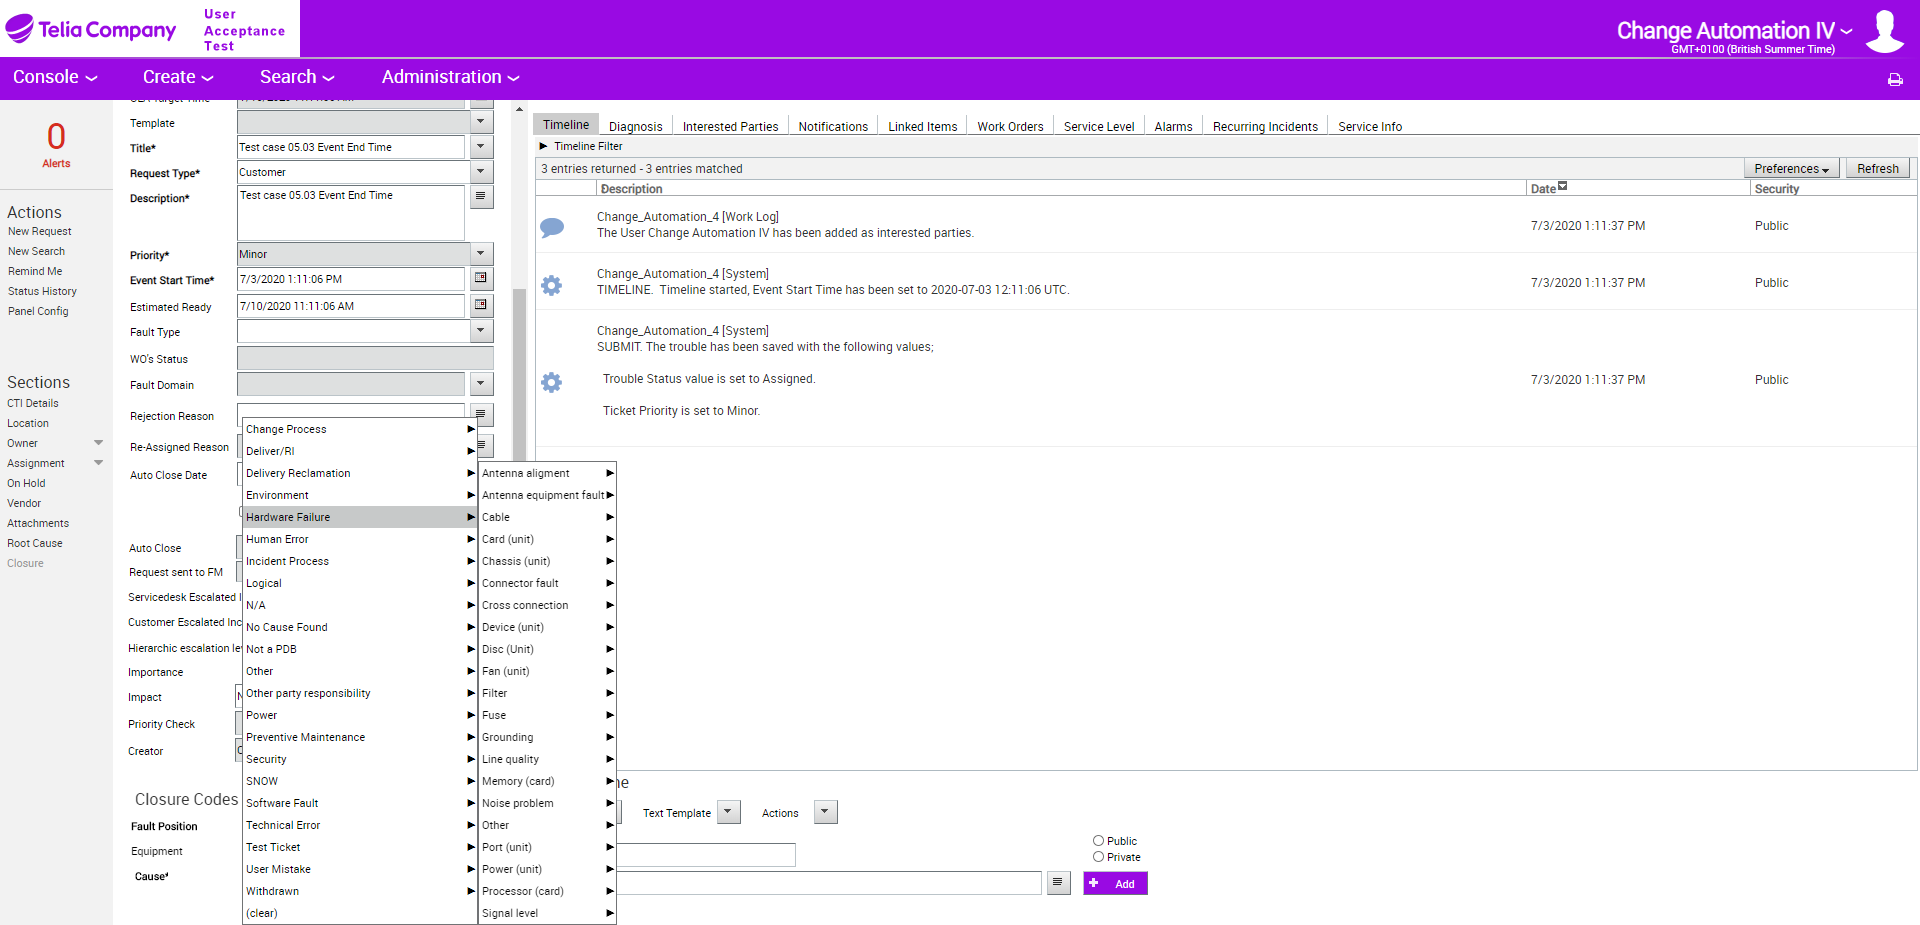 Telia Company
User
Acceptance
Test
Change Automation IV
GMT+0100 (British Summer Time)
Console
Create
Search
Administration
0
Alerts
Actions
New Request
New Search
Remind Me
Status History
Panel Config
Sections
CTI Details
Location
Owner
Assignment
On Hold
Vendor
Attachments
Root Cause
Closure
Template
Title*
Test case 05.03 Event End Time
Request Type*
Customer
Description*
Test case 05.03 Event End Time
Priority*
Minor
Event Start Time*
7/3/2020 1:11:06 PM
Estimated Ready
7/10/2020 11:11:06 AM
Fault Type
WO's Status
Fault Domain
Rejection Reason
Re-Assigned Reason
Auto Close Date
Auto Close
Request sent to FM
Servicedesk Escalated
Customer Escalated Inc
Hierarchic escalation
Importance
Impact
Priority Check
Creator
Closure Codes
Fault Position
Equipment
Cause*
Change Process
Deliver/RI
Delivery Reclamation
Environment
Hardware Failure
Human Error
Incident Process
Logical
N/A
No Cause Found
Not a PDB
Other
Other party responsibility
Power
Preventive Maintenance
Security
SNOW
Software Fault
Technical Error
Test Ticket
User Mistake
Withdrawn
(clear)
Antenna aligment
Antenna equipment fault
Cable
Card (unit)
Chassis (unit)
Connector fault
Cross connection
Device (unit)
Disc (Unit)
Fan (unit)
Filter
Fuse
Grounding
Line quality
Memory (card)
Noise problem
Other
Port (unit)
Power (unit)
Processor (card)
Signal level
Timeline
Diagnosis
Interested Parties
Notifications
Linked Items
Work Orders
Service Level
Alarms
Recurring Incidents
Service Info
Timeline Filter
3 entries returned - 3 entries matched
Preferences
Refresh
Description
Date
Security
Change_Automation_4 [Work Log]
The User Change Automation IV has been added as interested parties.
7/3/2020 1:11:37 PM
Public
Change_Automation_4 [System]
TIMELINE. Timeline started, Event Start Time has been set to 2020-07-03 12:11:06 UTC.
7/3/2020 1:11:37 PM
Public
Change_Automation_4 [System]
SUBMIT. The trouble has been saved with the following values;
Trouble Status value is set to Assigned.
7/3/2020 1:11:37 PM
Public
Ticket Priority is set to Minor.
Text Template
Actions
Public
Private
Add